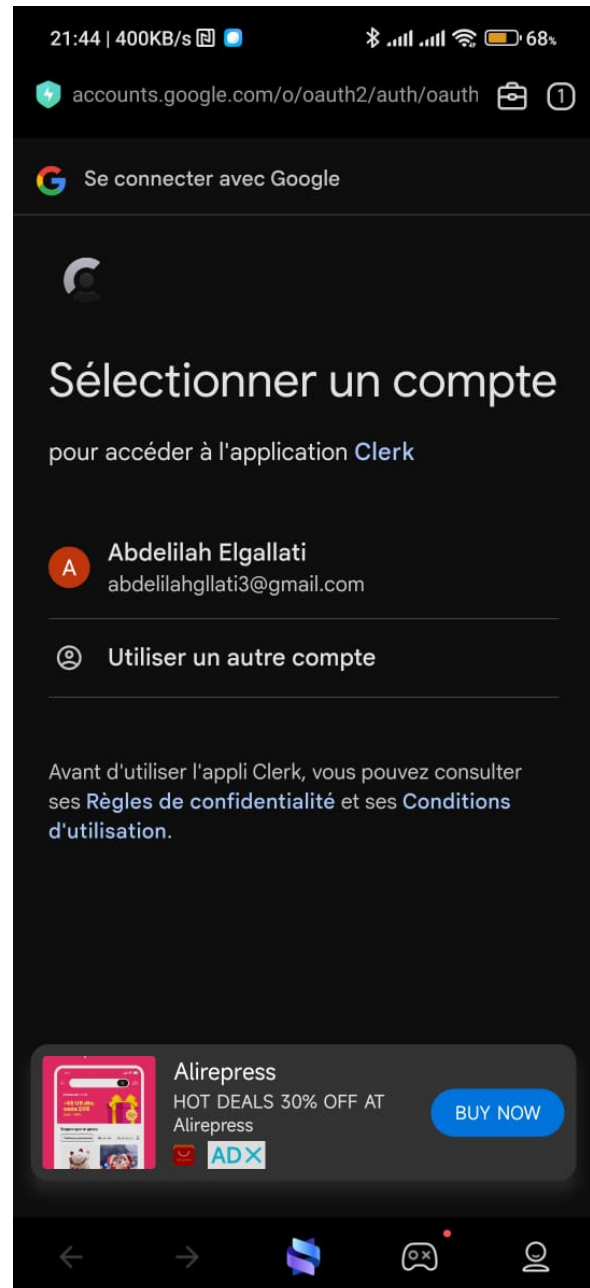 21:44 | 400KB/s 68%
accounts.google.com/o/oauth2/auth/oauth 1
Se connecter avec Google
Sélectionner un compte
pour accéder à l'application Clerk
A
Abdelilah Elgallati
abdelilahgllati3@gmail.com
Utiliser un autre compte
Avant d'utiliser l'appli Clerk, vous pouvez consulter
ses Règles de confidentialité et ses Conditions
d'utilisation.
Alirepress
HOT DEALS 30% OFF AT
Alirepress
AD X
BUY NOW